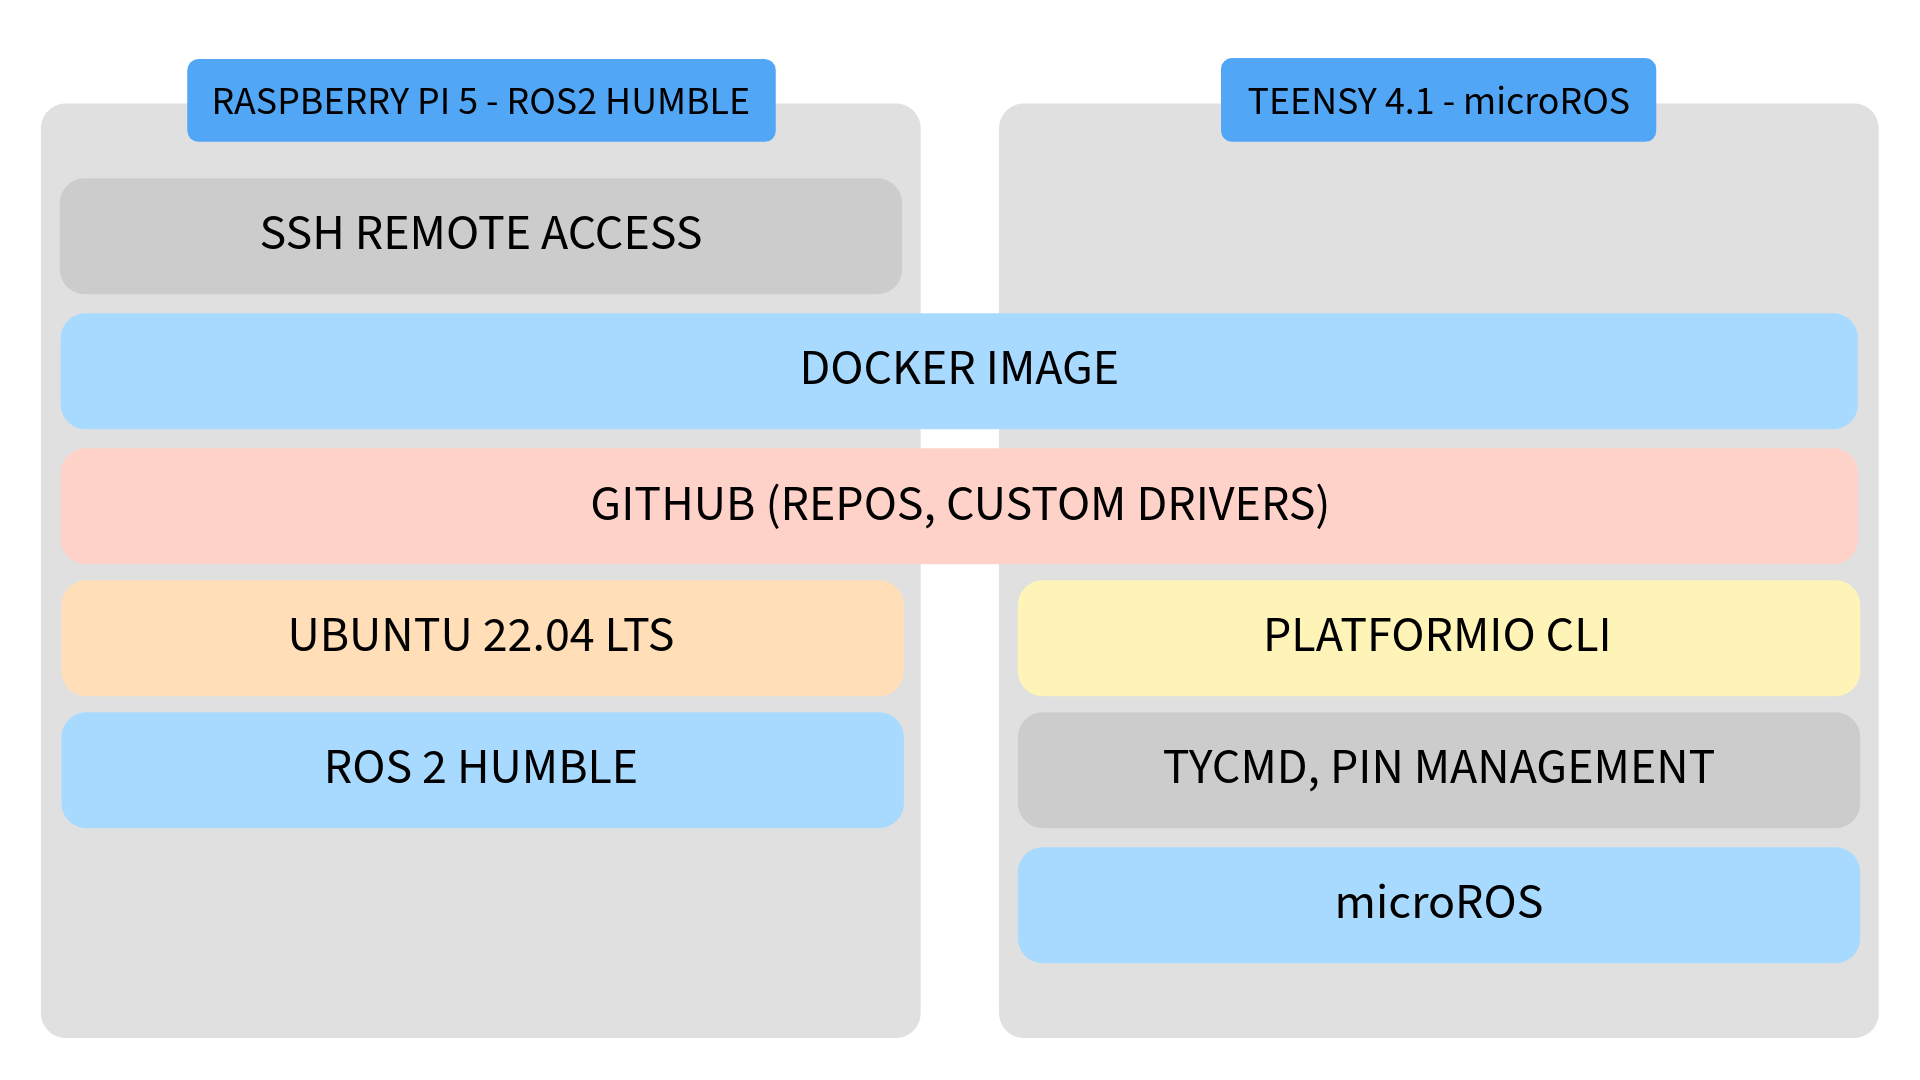 RASPBERRY PI 5 - ROS2 HUMBLE
TEENSY 4.1 - microROS
SSH REMOTE ACCESS
DOCKER IMAGE
GITHUB (REPOS, CUSTOM DRIVERS)
UBUNTU 22.04 LTS
PLATFORMIO CLI
ROS 2 HUMBLE
TYCMD, PIN MANAGEMENT
microROS